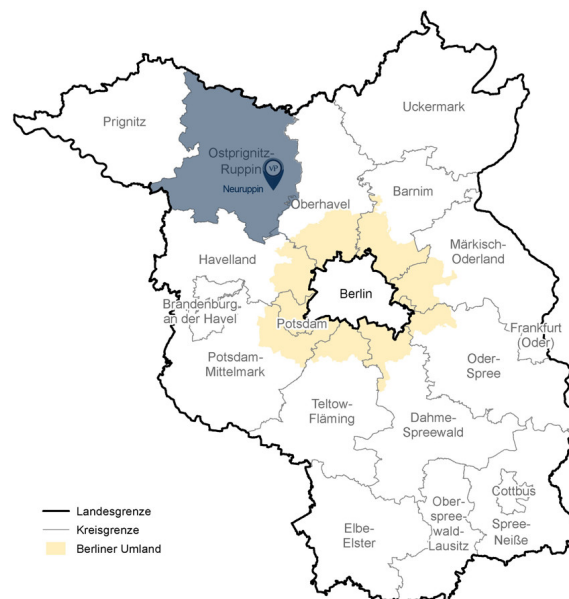 Uckermark
Prignitz
Ostprignitz-
Ruppin
VP
Neuruppin
Barnim
Oberhavel
Märkisch-
Oderland
Havelland
Berlin
Brandenburg
an der Havel
Potsdam
Frankfurt
(Oder)
Potsdam-
Mittelmark
Oder-
Spree
Teltow-
Fläming
Dahme-
Spreewald
Cottbus
Landesgrenze
Kreisgrenze
Berliner Umland
Elbe-
Elster
Ober-
spree
wald-
Lausitz
Spree-
Neiße